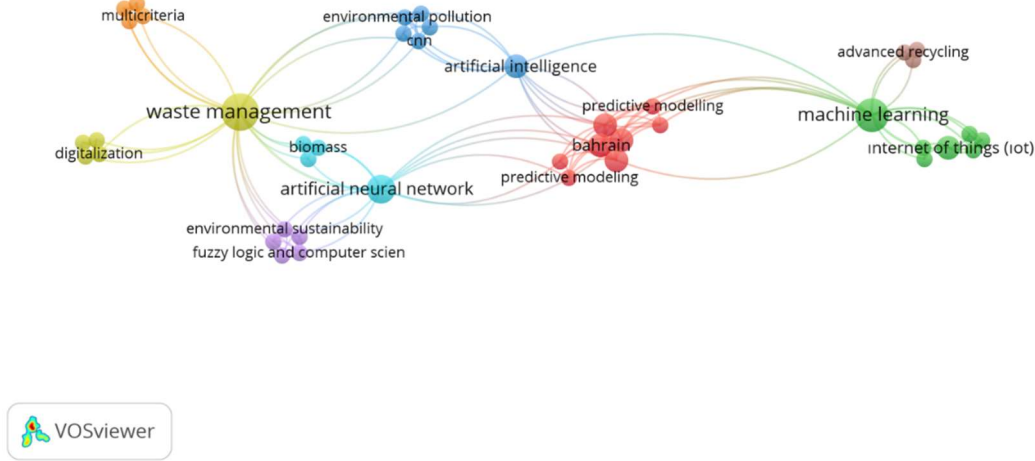 multicriteria
environmental pollution
cnn
artificial intelligence
advanced recycling
waste management
predictive modelling
machine learning
digitalization
biomass
bahrain
internet of things (iot)
artificial neural network
predictive modeling
environmental sustainability
fuzzy logic and computer scien
VOSviewer